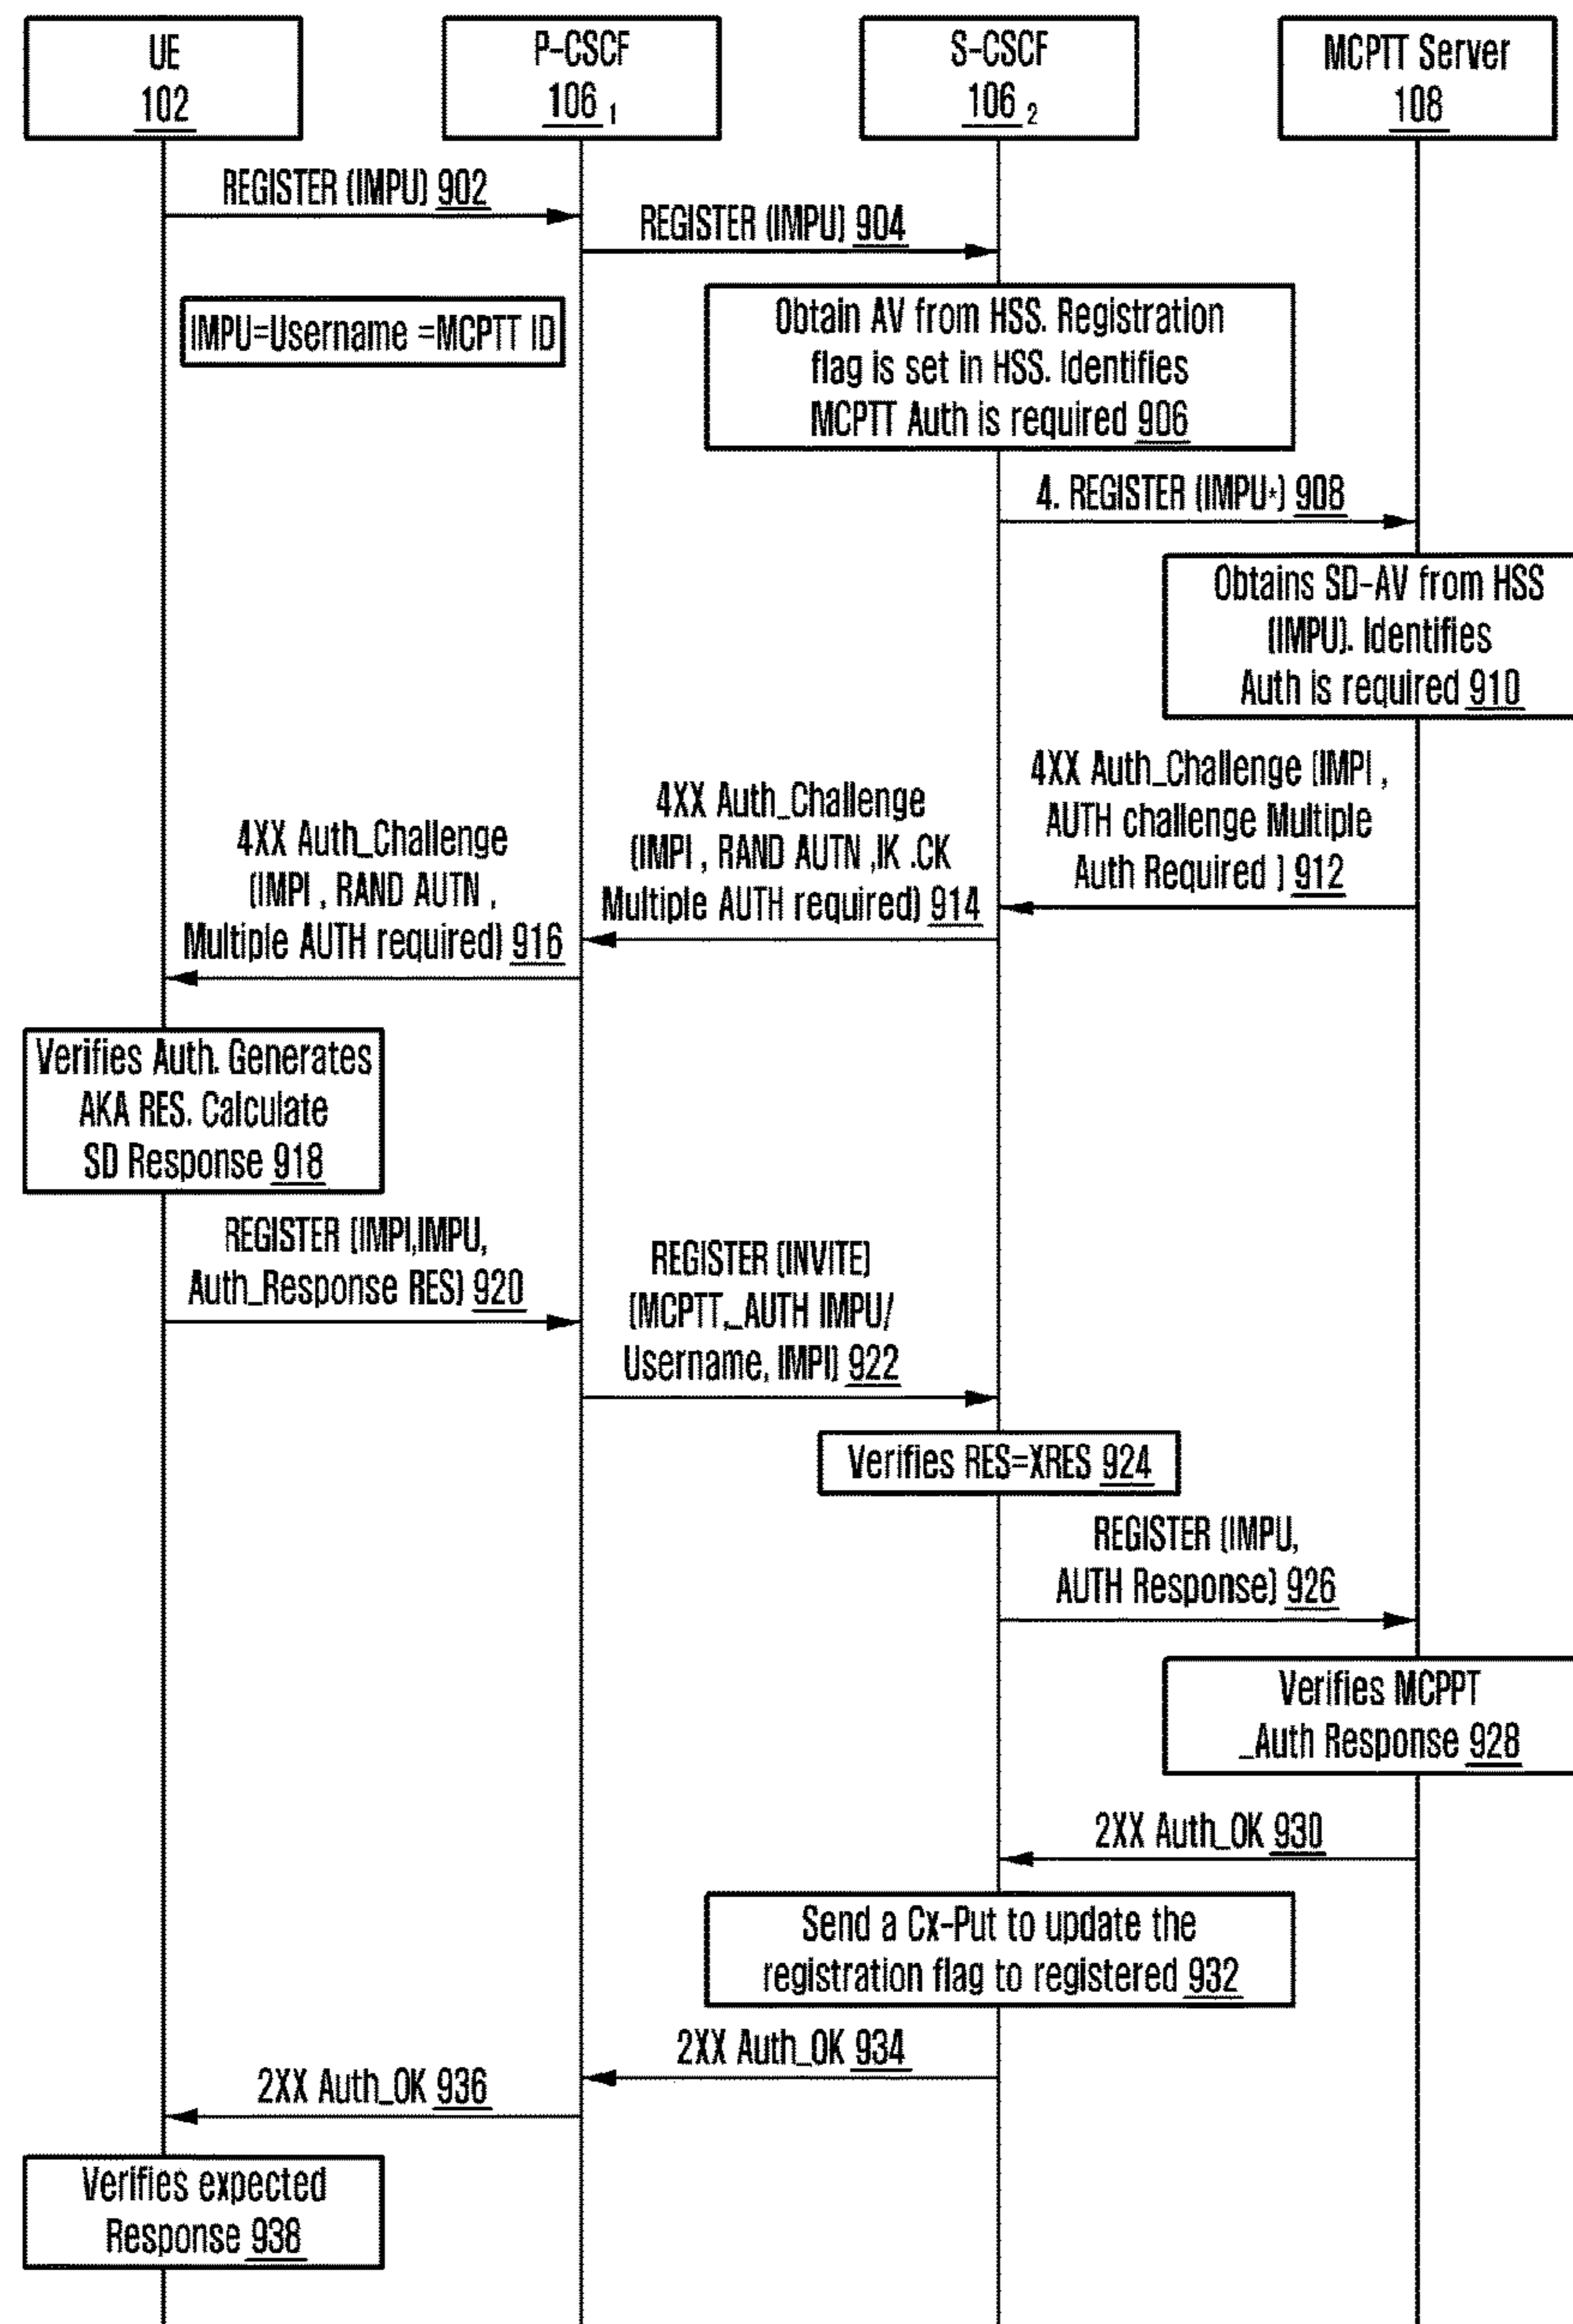 UE
102
P-CSCF
106 1
S-CSCF
106 2
MCPTT Server
108
REGISTER (IMPU) 902
REGISTER (IMPU) 904
IMPU=Username =MCPTT ID
Obtain AV from HSS. Registration
flag is set in HSS. Identifies
MCPTT Auth is required 906
4. REGISTER (IMPU*) 908
Obtains SD-AV from HSS
(IMPU). Identifies
Auth is required 910
4XX Auth_Challenge (IMPI ,
AUTH challenge Multiple
Auth Required ) 912
4XX Auth_Challenge
(IMPI , RAND AUTN ,IK .CK
Multiple AUTH required) 914
4XX Auth_Challenge
(IMPI , RAND AUTN ,
Multiple AUTH required) 916
Verifies Auth. Generates
AKA RES. Calculate
SD Response 918
REGISTER (IMPI,IMPU,
Auth_Response RES) 920
REGISTER (INVITE)
(MCPTT,_AUTH IMPU/
Username, IMPI) 922
Verifies RES=XRES 924
REGISTER (IMPU,
AUTH Response) 926
Verifies MCPPT
_Auth Response 928
2XX Auth_OK 930
Send a Cx-Put to update the
registration flag to registered 932
2XX Auth_OK 934
2XX Auth_OK 936
Verifies expected
Response 938